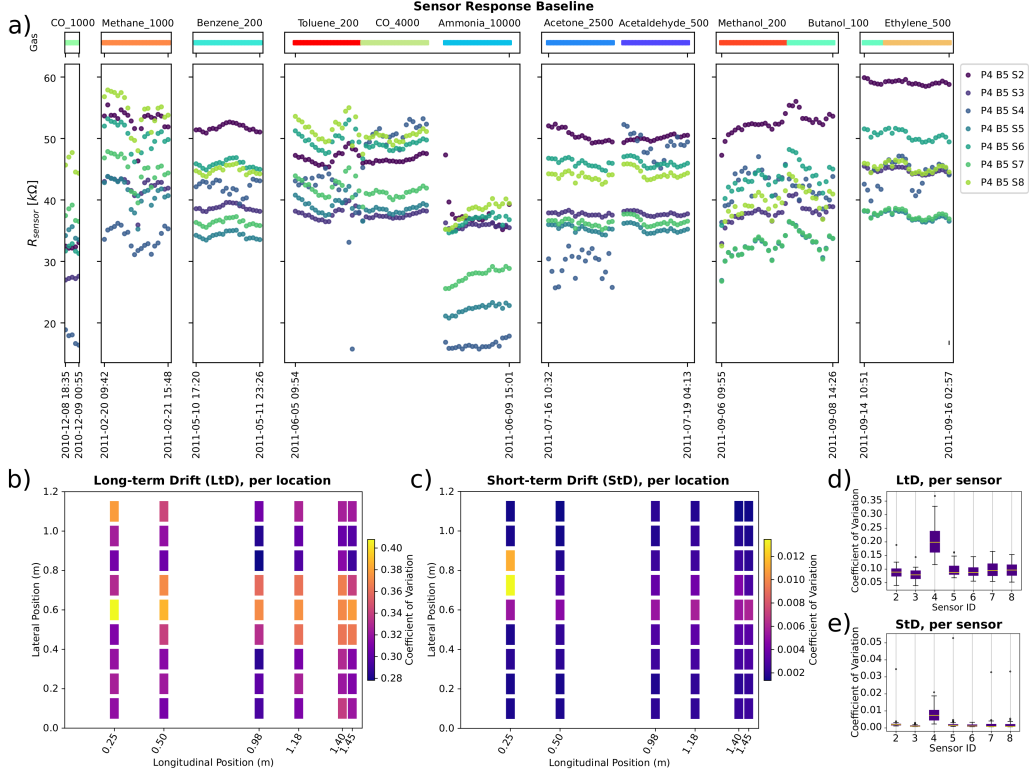 Sensor Response Baseline
a)
Gas
CO_1000 Methane_1000 Benzene_200 Toluene_200 CO_4000 Ammonia_10000 Acetone_2500 Acetaldehyde_500 Methanol_200 Butanol_100 Ethylene_500
R_sensor [kΩ]
60
50
40
30
20
P4 B5 S2
P4 B5 S3
P4 B5 S4
P4 B5 S5
P4 B5 S6
P4 B5 S7
P4 B5 S8
2010-12-08 18:35
2010-12-09 00:55
2011-02-20 09:42
2011-02-21 15:48
2011-05-10 17:20
2011-05-11 23:26
2011-06-05 09:54
2011-06-09 15:01
2011-07-16 10:32
2011-07-19 04:13
2011-09-06 09:55
2011-09-08 14:26
2011-09-14 10:51
2011-09-16 02:57
b)
Long-term Drift (LtD), per location
Lateral Position (m)
1.2
1.0
0.8
0.6
0.4
0.2
0.0
0.25 0.50 0.98 1.18 1.40 1.45
Longitudinal Position (m)
0.40
0.38
0.36
0.34
0.32
0.30
0.28
Coefficient of Variation
c)
Short-term Drift (StD), per location
Lateral Position (m)
1.2
1.0
0.8
0.6
0.4
0.2
0.0
0.25 0.50 0.98 1.18 1.40 1.45
Longitudinal Position (m)
0.012
0.010
0.008
0.006
0.004
0.002
Coefficient of Variation
d)
LtD, per sensor
Coefficient of Variation
0.35
0.30
0.25
0.20
0.15
0.10
0.05
2 3 4 5 6 7 8
Sensor ID
e)
StD, per sensor
Coefficient of Variation
0.05
0.04
0.03
0.02
0.01
0.00
2 3 4 5 6 7 8
Sensor ID